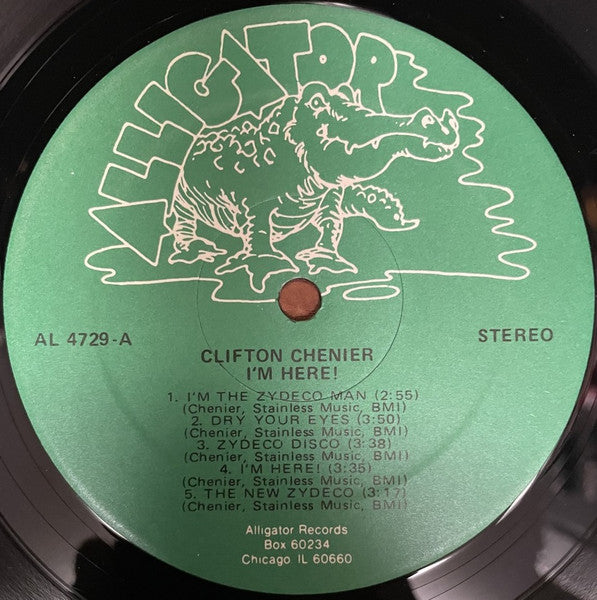 ALLIGATOR
AL 4729-A
STEREO
CLIFTON CHENIER
I'M HERE!
1. I'M THE ZYDECO MAN (2:55)
(Chenier, Stainless Music, BMI)
2. DRY YOUR EYES (3:50)
(Chenier, Stainless Music, BMI)
3. ZYDECO DISCO (3:38)
(Chenier, Stainless Music, BMI)
4. I'M HERE! (3:35)
(Chenier, Stainless Music, BMI)
5. THE NEW ZYDECO (3:17)
(Chenier, Stainless Music, BMI)
Alligator Records
Box 60234
Chicago IL 60660